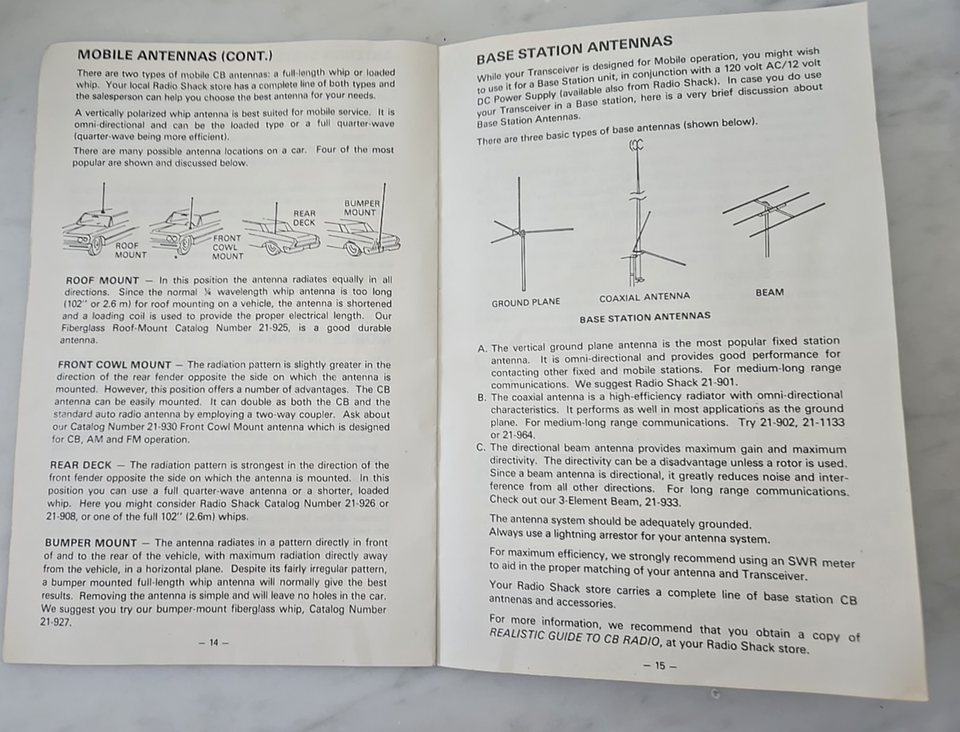 MOBILE ANTENNAS (CONT.)
There are two types of mobile CB antennas: a full-length whip or loaded
whip. Your local Radio Shack store has a complete line of both types and
the salesperson can help you choose the best antenna for your needs.
A vertically polarized whip antenna is best suited for mobile service. It is
omni-directional and can be the loaded type or a full quarter-wave
(quarter-wave being more efficient).
There are many possible antenna locations on a car. Four of the most
popular are shown and discussed below.
ROOF
MOUNT
FRONT
COWL
MOUNT
REAR
DECK
BUMPER
MOUNT
ROOF MOUNT — In this position the antenna radiates equally in all
directions. Since the normal ¼ wavelength whip antenna is too long
(102" or 2.6 m) for roof mounting on a vehicle, the antenna is shortened
and a loading coil is used to provide the proper electrical length. Our
Fiberglass Roof-Mount Catalog Number 21-925, is a good durable
antenna.
FRONT COWL MOUNT — The radiation pattern is slightly greater in the
direction of the rear fender opposite the side on which the antenna is
mounted. However, this position offers a number of advantages. The CB
antenna can be easily mounted. It can double as both the CB and the
standard auto radio antenna by employing a two-way coupler. Ask about
our Catalog Number 21-930 Front Cowl Mount antenna which is designed
for CB, AM and FM operation.
REAR DECK — The radiation pattern is strongest in the direction of the
front fender opposite the side on which the antenna is mounted. In this
position you can use a full quarter-wave antenna or a shorter, loaded
whip. Here you might consider Radio Shack Catalog Number 21-926 or
21-908, or one of the full 102" (2.6m) whips.
BUMPER MOUNT — The antenna radiates in a pattern directly in front
of and to the rear of the vehicle, with maximum radiation directly away
from the vehicle, in a horizontal plane. Despite its fairly irregular pattern,
a bumper mounted full-length whip antenna will normally give the best
results. Removing the antenna is simple and will leave no holes in the car.
We suggest you try our bumper-mount fiberglass whip, Catalog Number
21-927.
— 14 —
BASE STATION ANTENNAS
While your Transceiver is designed for Mobile operation, you might wish
to use it for a Base Station unit, in conjunction with a 120 volt AC/12 volt
DC Power Supply (available also from Radio Shack). In case you do use
your Transceiver in a Base station, here is a very brief discussion about
Base Station Antennas.
There are three basic types of base antennas (shown below).
GROUND PLANE
COAXIAL ANTENNA
BEAM
BASE STATION ANTENNAS
A. The vertical ground plane antenna is the most popular fixed station
antenna. It is omni-directional and provides good performance for
contacting other fixed and mobile stations. For medium-long range
communications. We suggest Radio Shack 21-901.
B. The coaxial antenna is a high-efficiency radiator with omni-directional
characteristics. It performs as well in most applications as the ground
plane. For medium-long range communications. Try 21-902, 21-1133
or 21-964.
C. The directional beam antenna provides maximum gain and maximum
directivity. The directivity can be a disadvantage unless a rotor is used.
Since a beam antenna is directional, it greatly reduces noise and inter-
ference from all other directions. For long range communications.
Check out our 3-Element Beam, 21-933.
The antenna system should be adequately grounded.
Always use a lightning arrestor for your antenna system.
For maximum efficiency, we strongly recommend using an SWR meter
to aid in the proper matching of your antenna and Transceiver.
Your Radio Shack store carries a complete line of base station CB
antnenas and accessories.
For more information, we recommend that you obtain a copy of
REALISTIC GUIDE TO CB RADIO, at your Radio Shack store.
— 15 —